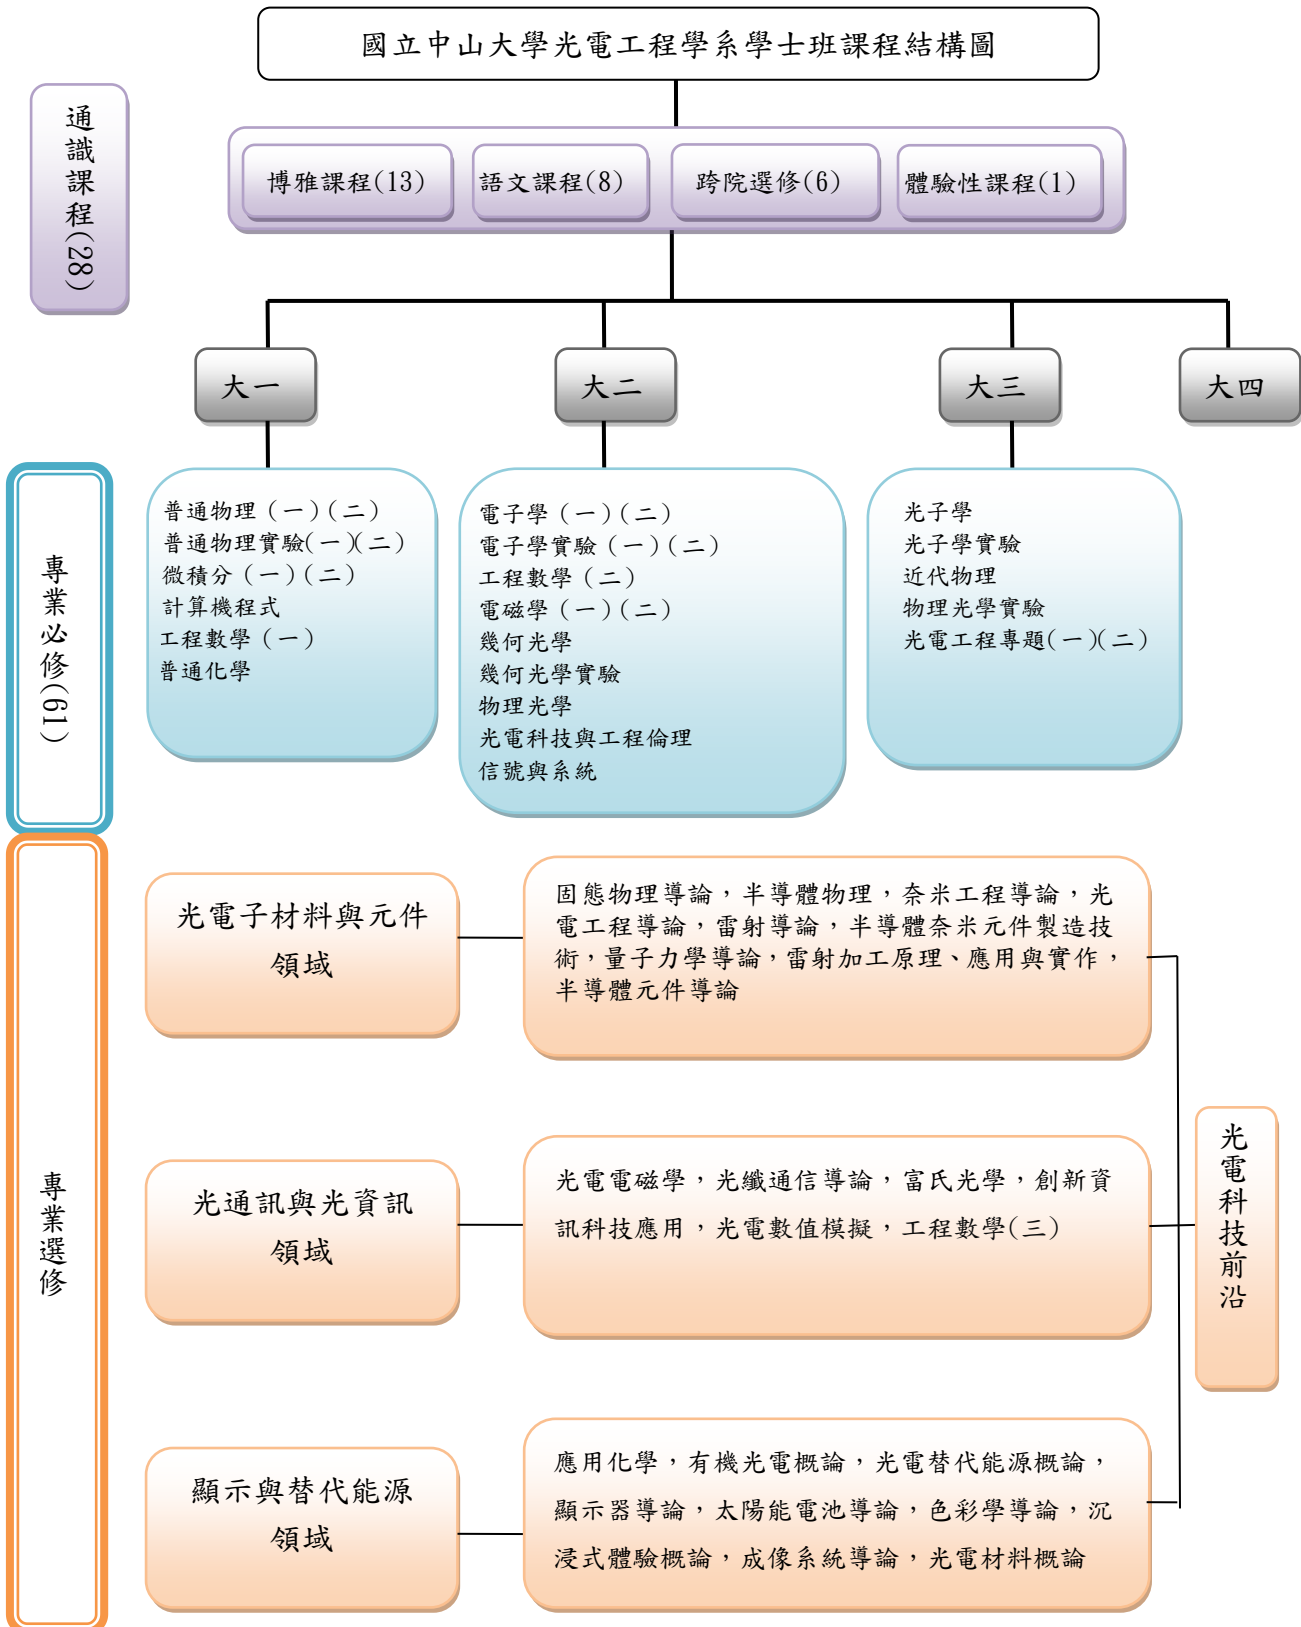 國立中山大學光電工程學系學士班課程結構圖
通識課程(28)
博雅課程(13)
語文課程(8)
跨院選修(6)
體驗性課程(1)
大一
大二
大三
大四
專業必修(61)
普通物理（一）(二）
普通物理實驗(一)(二）
微積分（一）(二）
計算機程式
工程數學（一）
普通化學
電子學（一）(二）
電子學實驗（一）(二）
工程數學（二）
電磁學（一）(二）
幾何光學
幾何光學實驗
物理光學
光電科技與工程倫理
信號與系統
光子學
光子學實驗
近代物理
物理光學實驗
光電工程專題(一)(二）
專業選修
光電子材料與元件
領域
固態物理導論，半導體物理，奈米工程導論，光
電工程導論，雷射導論，半導體奈米元件製造技
術，量子力學導論，雷射加工原理、應用與實作，
半導體元件導論
光通訊與光資訊
領域
光電電磁學，光纖通信導論，富氏光學，創新資
訊科技應用，光電數值模擬，工程數學(三)
顯示與替代能源
領域
應用化學，有機光電概論，光電替代能源概論，
顯示器導論，太陽能電池導論，色彩學導論，沉
浸式體驗概論，成像系統導論，光電材料概論
光電科技前沿